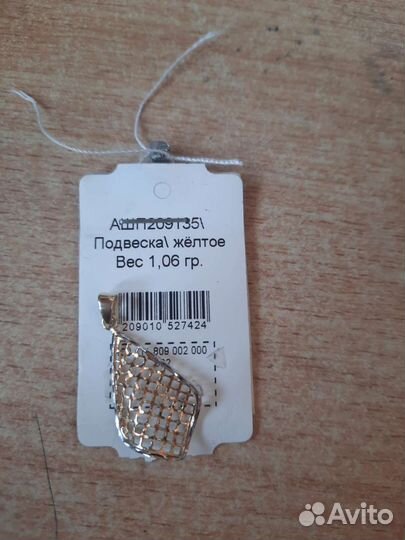 АШП209135\
Подвеска\ жёлтое
Вес 1,06 гр.
209010 527424
809 002 000
Avito